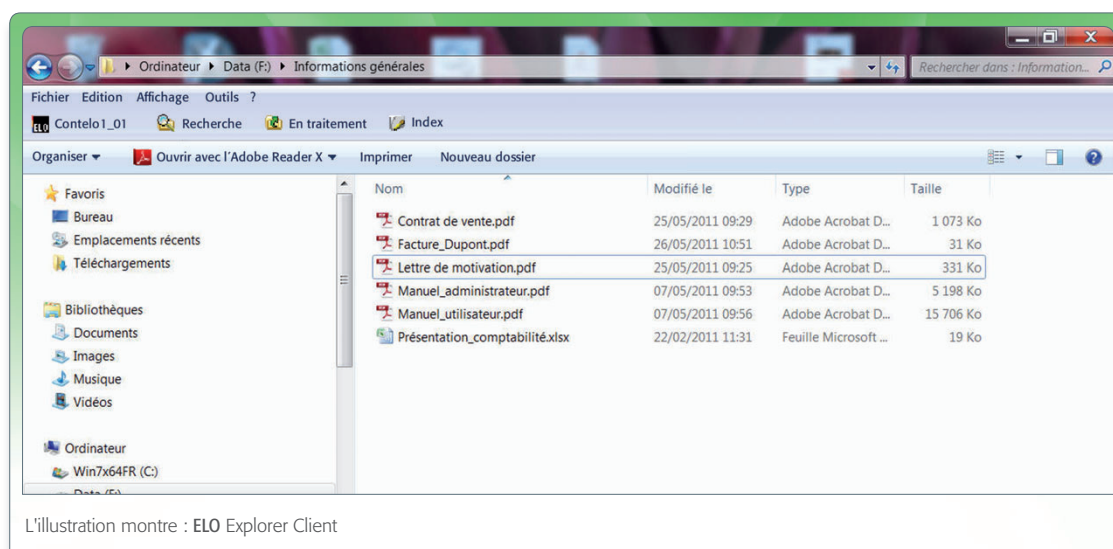 Ordinateur Data (F:) Informations générales Rechercher dans : Information...
Fichier Edition Affichage Outils ?
ELO Contelo1_01 Recherche En traitement Index
Organiser Ouvrir avec l'Adobe Reader X Imprimer Nouveau dossier
Favoris
Bureau
Emplacements récents
Téléchargements
Bibliothèques
Documents
Images
Musique
Vidéos
Ordinateur
Win7x64FR (C:)
Data (F:)
Nom Modifié le Type Taille
Contrat de vente.pdf 25/05/2011 09:29 Adobe Acrobat D... 1 073 Ko
Facture_Dupont.pdf 26/05/2011 10:51 Adobe Acrobat D... 31 Ko
Lettre de motivation.pdf 25/05/2011 09:25 Adobe Acrobat D... 331 Ko
Manuel_administrateur.pdf 07/05/2011 09:53 Adobe Acrobat D... 5 198 Ko
Manuel_utilisateur.pdf 07/05/2011 09:56 Adobe Acrobat D... 15 706 Ko
Présentation_comptabilité.xlsx 22/02/2011 11:31 Feuille Microsoft ... 19 Ko
L'illustration montre : ELO Explorer Client